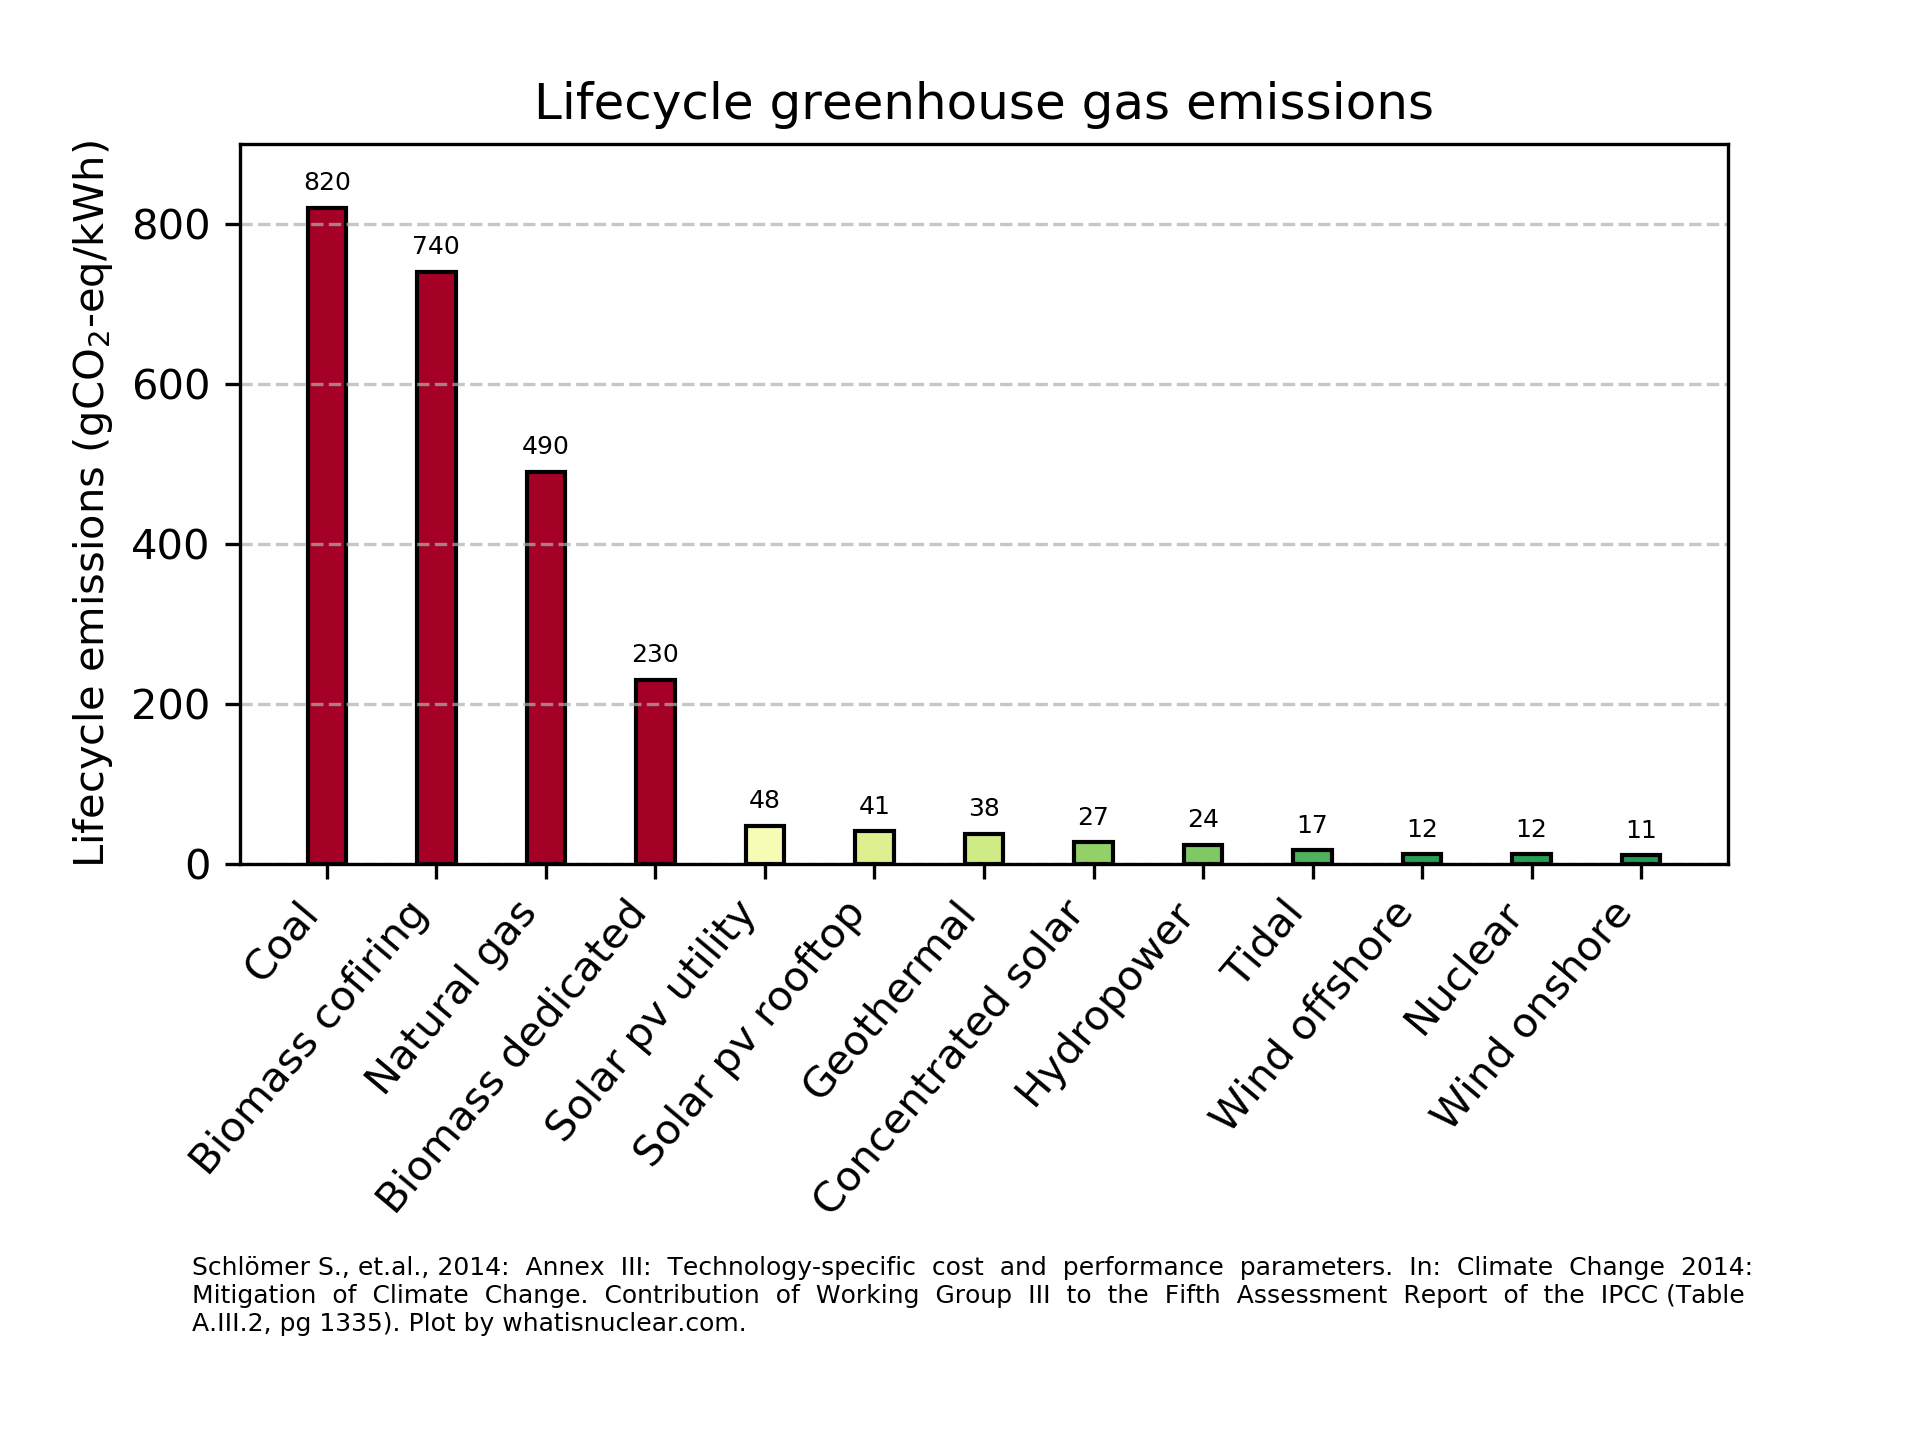 Lifecycle greenhouse gas emissions
Lifecycle emissions (gCO₂-eq/kWh)
800
600
400
200
0
820
740
490
230
48
41
38
27
24
17
12
12
11
Coal
Biomass cofiring
Natural gas
Biomass dedicated
Solar pv utility
Solar pv rooftop
Geothermal
Concentrated solar
Hydropower
Tidal
Wind offshore
Nuclear
Wind onshore
Schlömer S., et.al., 2014: Annex III: Technology-specific cost and performance parameters. In: Climate Change 2014:
Mitigation of Climate Change. Contribution of Working Group III to the Fifth Assessment Report of the IPCC (Table
A.III.2, pg 1335). Plot by whatisnuclear.com.